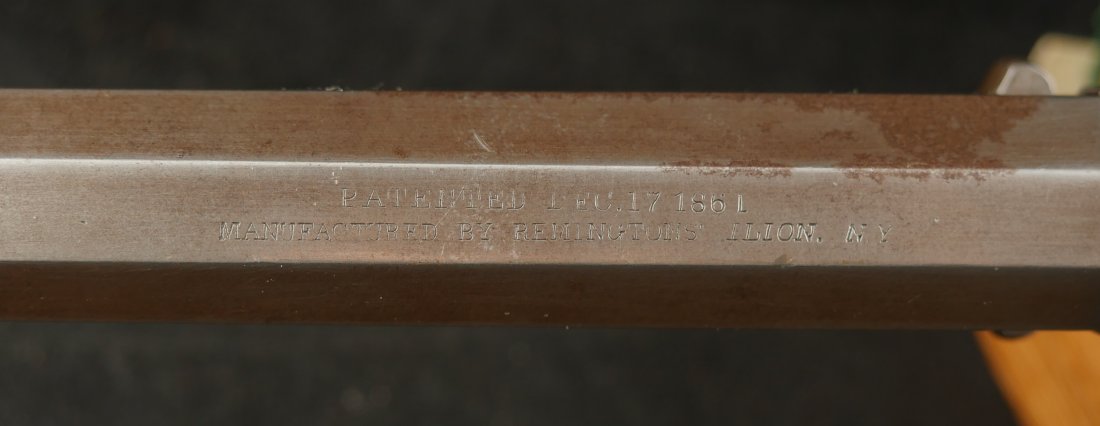 PATENTED DEC. 17 1861
MANUFACTURED BY REMINGTONS' ILION, N.Y